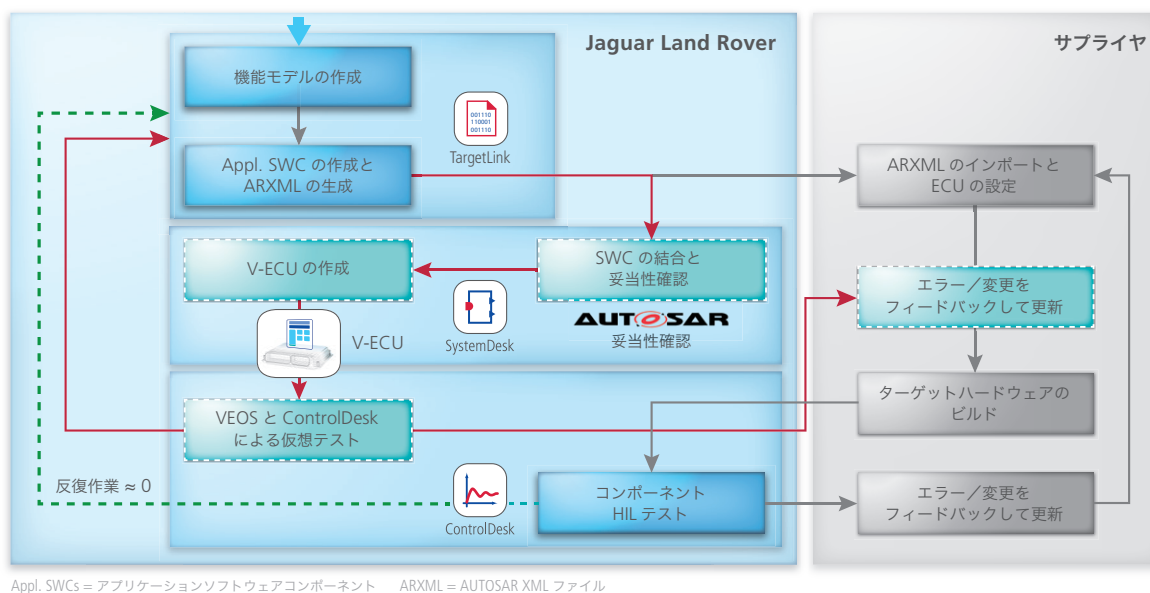 Jaguar Land Rover
サプライヤ
機能モデルの作成
001110
110001
001110
TargetLink
Appl. SWC の作成と
ARXML の生成
ARXML のインポートと
ECU の設定
V-ECU の作成
SWC の結合と
妥当性確認
エラー／変更を
フィードバックして更新
AUTOSAR
妥当性確認
V-ECU
SystemDesk
VEOS と ControlDesk
による仮想テスト
ターゲットハードウェアの
ビルド
反復作業 ≈ 0
ControlDesk
コンポーネント
HIL テスト
エラー／変更を
フィードバックして更新
Appl. SWCs = アプリケーションソフトウェアコンポーネント ARXML = AUTOSAR XML ファイル